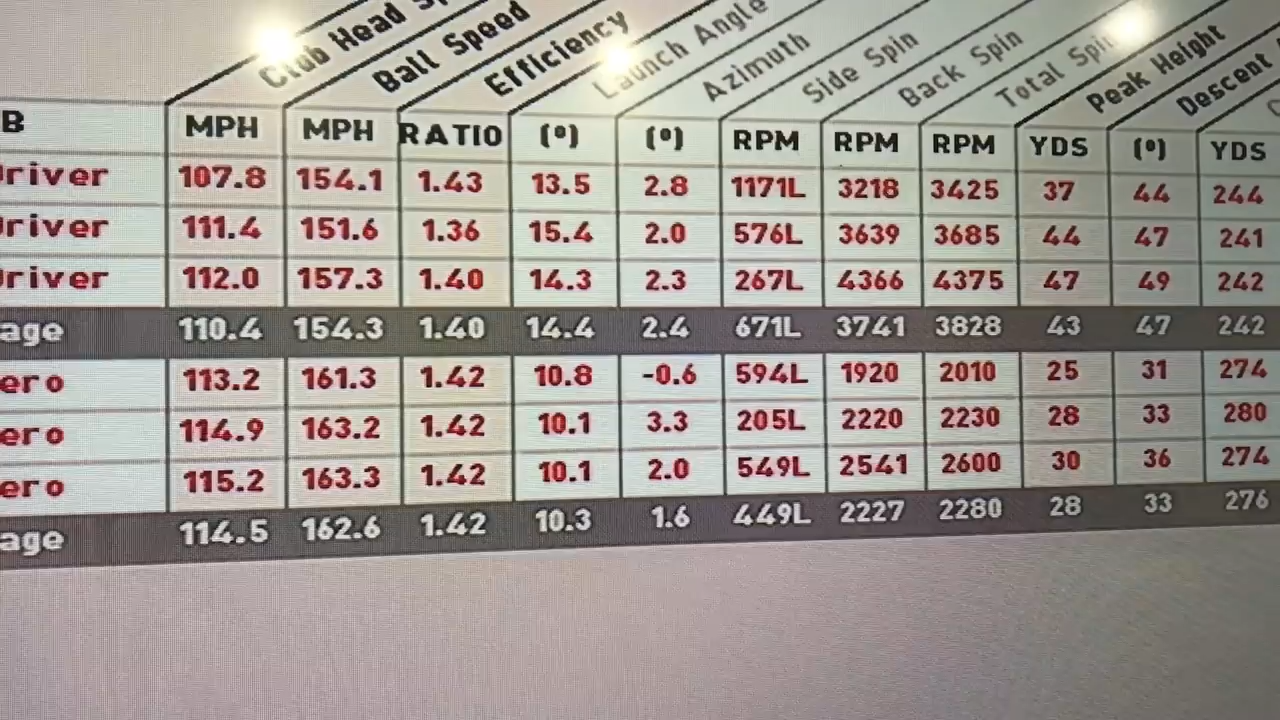 Club Head Sp
Ball Speed
Efficiency
Launch Angle
Azimuth
Side Spin
Back Spin
Total Spin
Peak Height
Descent
B MPH MPH RATIO (º) (º) RPM RPM RPM YDS (º) YDS
river 107.8 154.1 1.43 13.5 2.8 1171L 3218 3425 37 44 244
river 111.4 151.6 1.36 15.4 2.0 576L 3639 3685 44 47 241
river 112.0 157.3 1.40 14.3 2.3 267L 4366 4375 47 49 242
age 110.4 154.3 1.40 14.4 2.4 671L 3741 3828 43 47 242
ero 113.2 161.3 1.42 10.8 -0.6 594L 1920 2010 25 31 274
ero 114.9 163.2 1.42 10.1 3.3 205L 2220 2230 28 33 280
ero 115.2 163.3 1.42 10.1 2.0 549L 2541 2600 30 36 274
age 114.5 162.6 1.42 10.3 1.6 449L 2227 2280 28 33 276